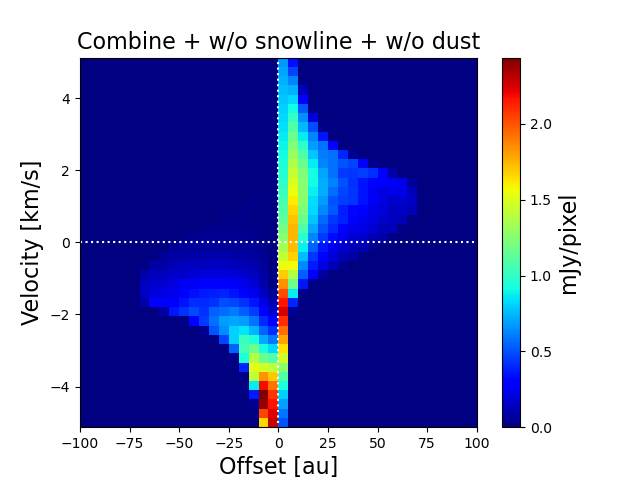 Combine + w/o snowline + w/o dust
4
2
0
−2
−4
Velocity [km/s]
−100 −75 −50 −25 0 25 50 75 100
Offset [au]
2.0
1.5
1.0
0.5
0.0
mJy/pixel